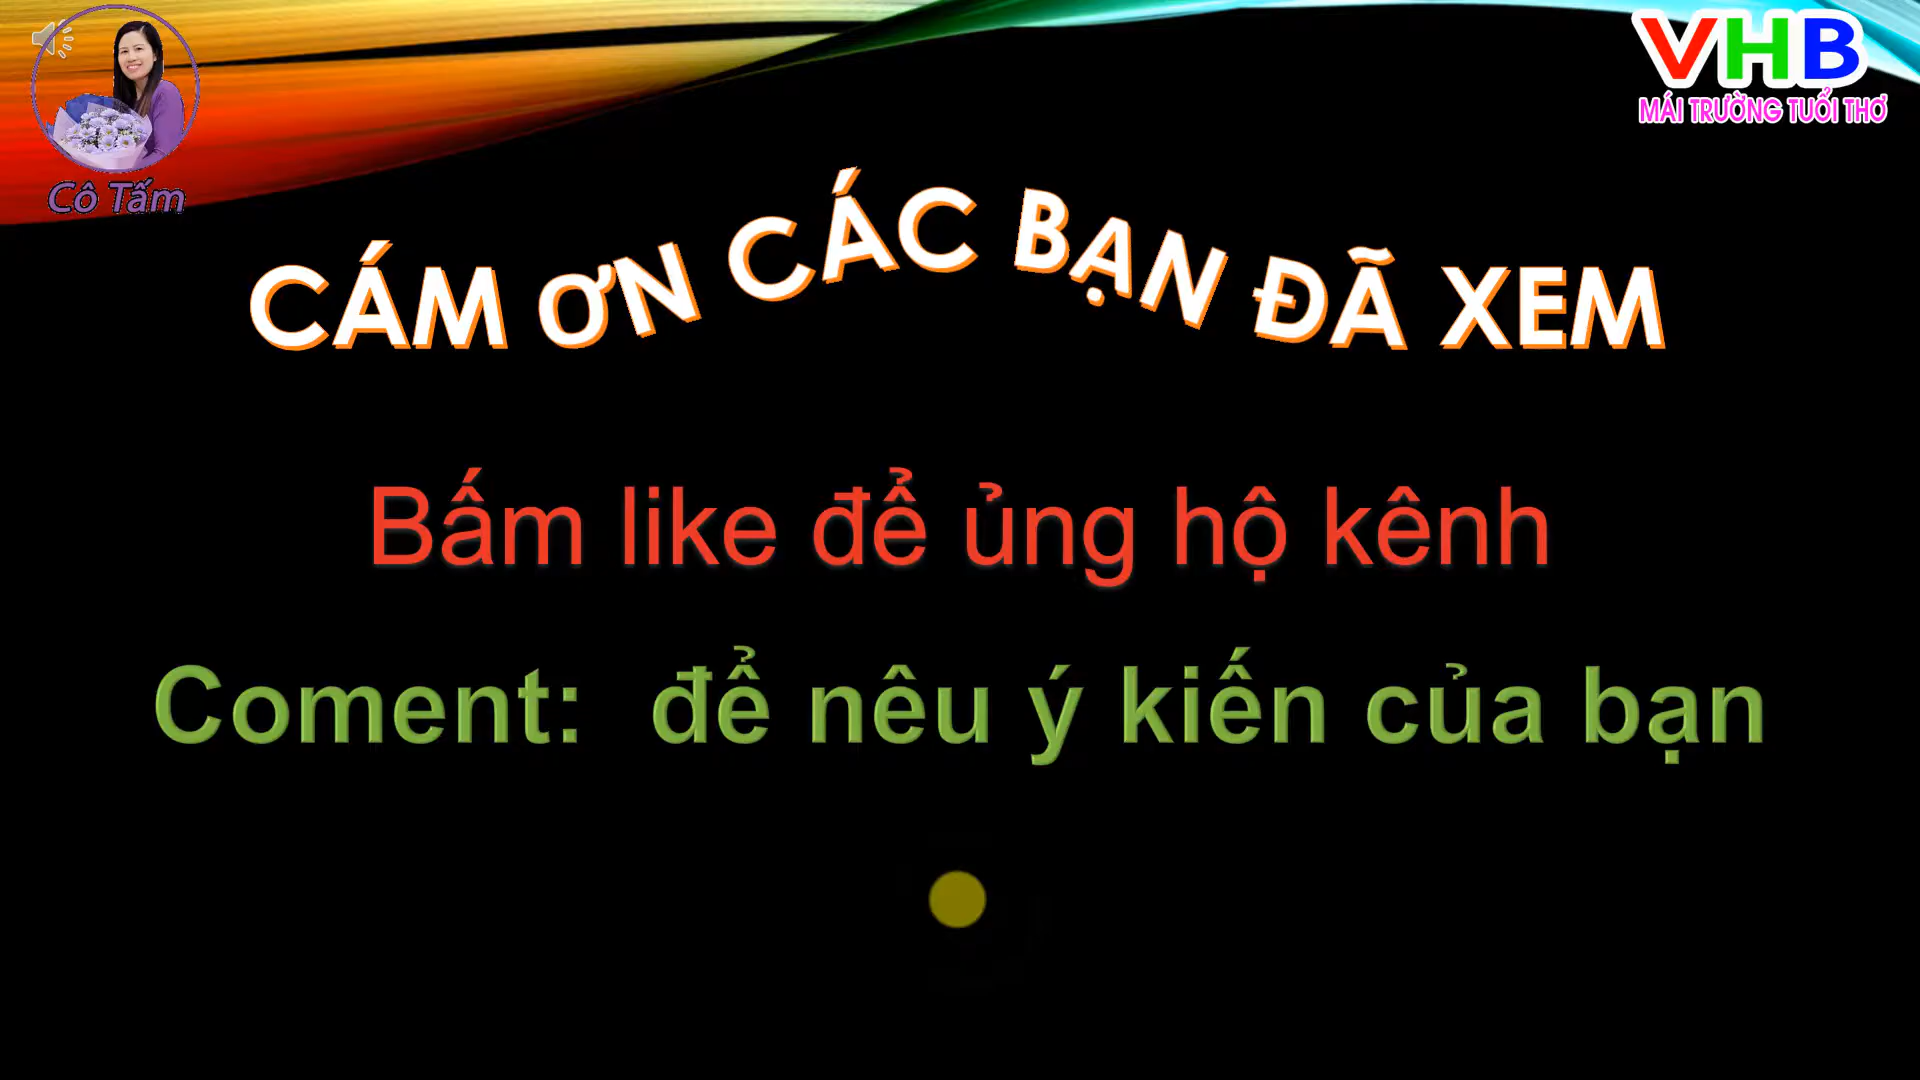 VHB
MÁI TRƯỜNG TUỔI THƠ
Cô Tấm
CÁM ƠN CÁC BẠN ĐÃ XEM
Bấm like để ủng hộ kênh
Coment: để nêu ý kiến của bạn